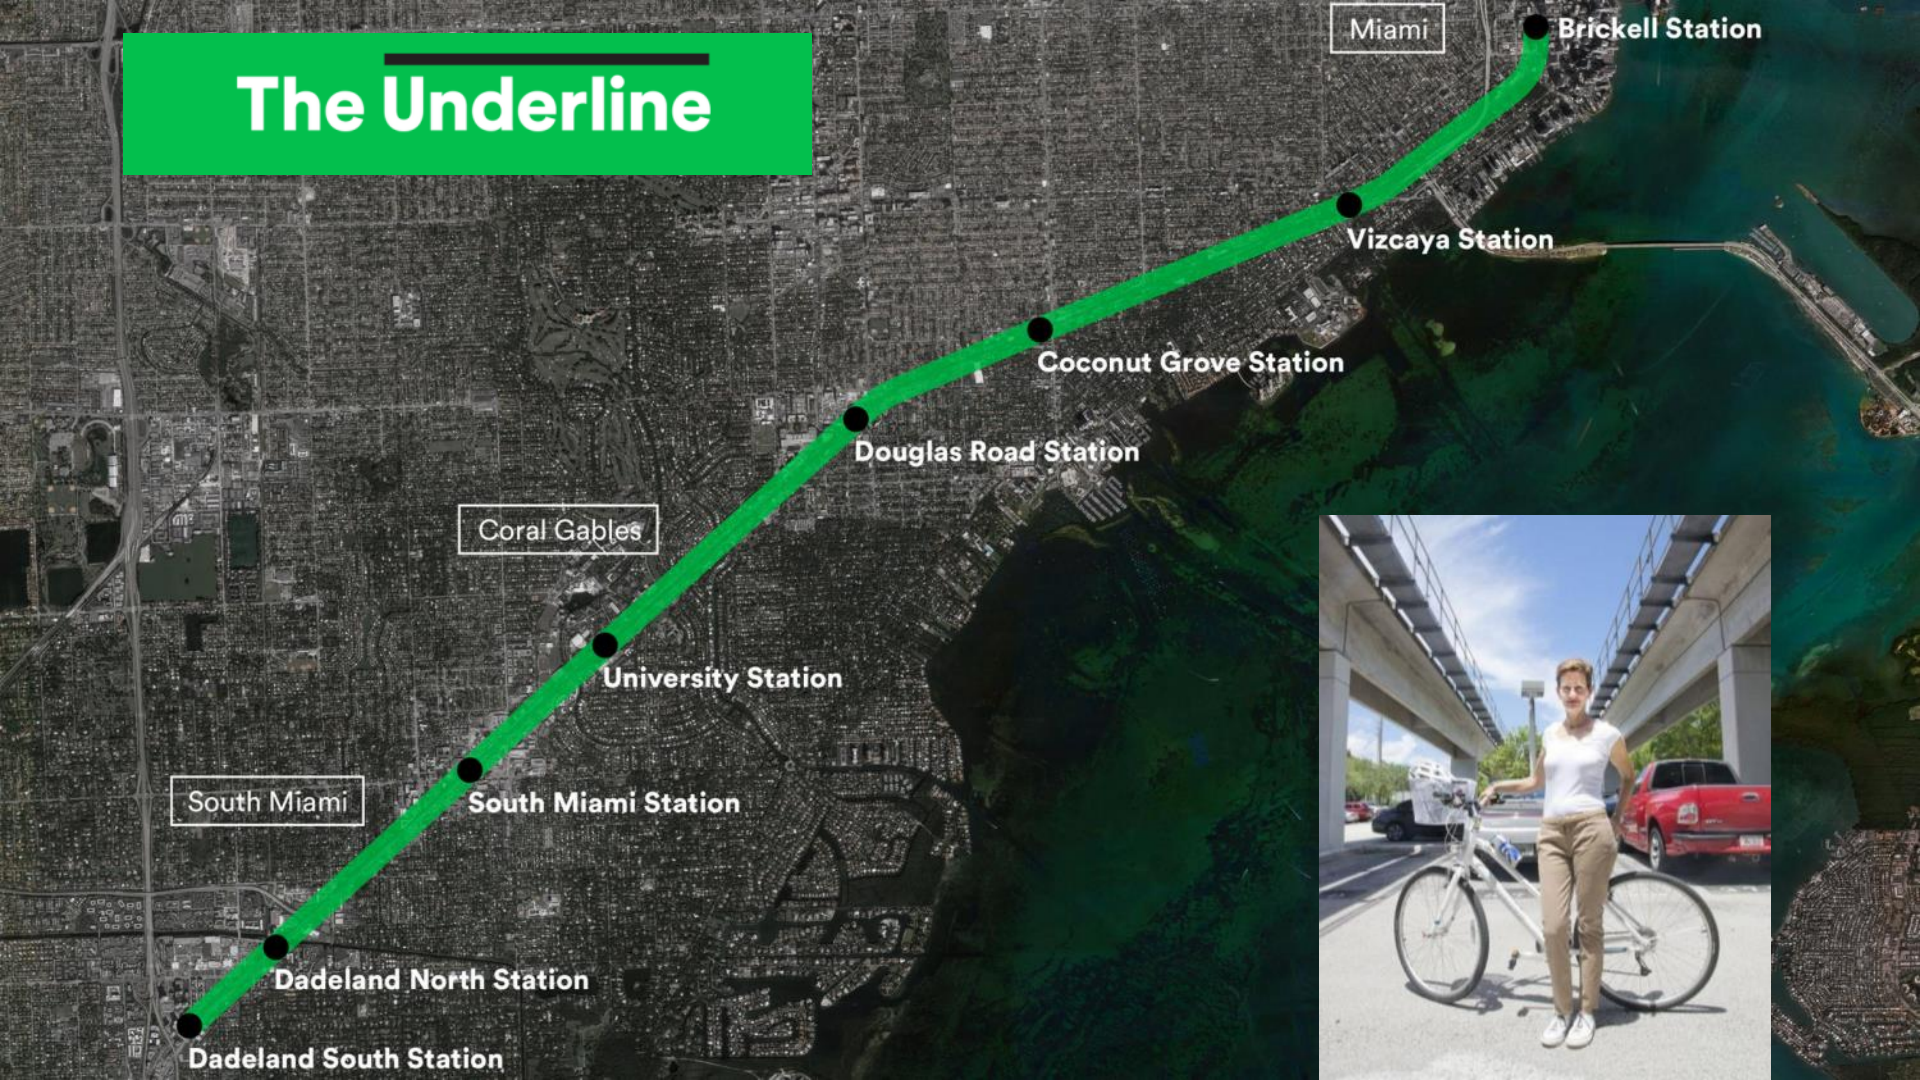 The Underline
Miami
Brickell Station
Vizcaya Station
Coconut Grove Station
Douglas Road Station
Coral Gables
University Station
South Miami
South Miami Station
Dadeland North Station
Dadeland South Station